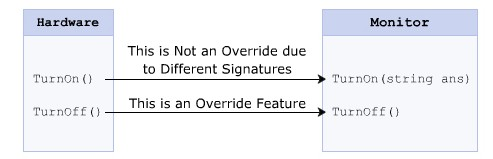 Hardware
Monitor
This is Not an Override due
to Different Signatures
TurnOn()
TurnOn(string ans)
This is an Override Feature
TurnOff()
TurnOff()